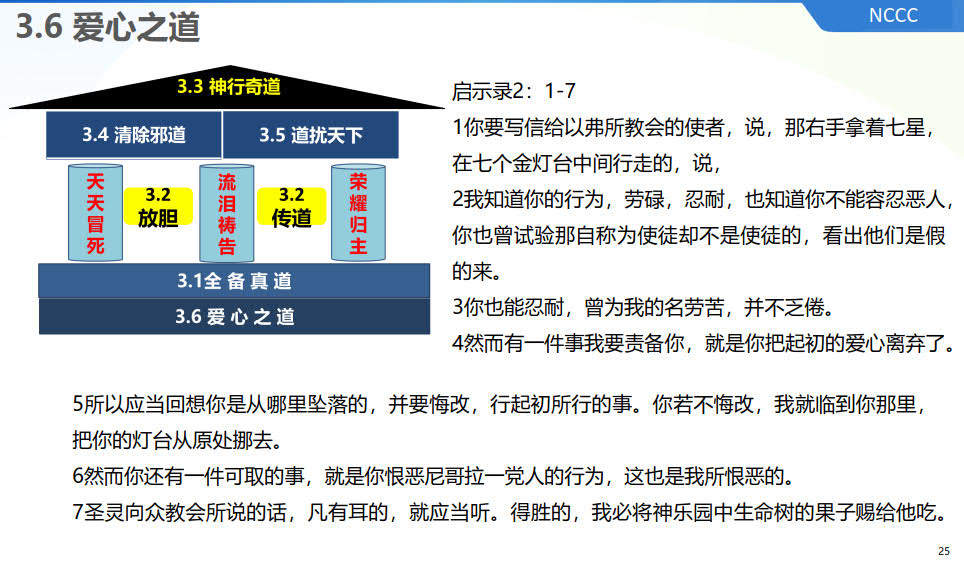 3.6 爱心之道
NCCC
3.3 神行奇道
3.4 清除邪道
3.5 道扰天下
天天冒死
3.2
放胆
流泪祷告
3.2
传道
荣耀归主
3.1全 备 真 道
3.6 爱 心 之 道
启示录2：1-7
1你要写信给以弗所教会的使者，说，那右手拿着七星，
在七个金灯台中间行走的，说，
2我知道你的行为，劳碌，忍耐，也知道你不能容忍恶人，
你也曾试验那自称为使徒却不是使徒的，看出他们是假
的来。
3你也能忍耐，曾为我的名劳苦，并不乏倦。
4然而有一件事我要责备你，就是你把起初的爱心离弃了。
5所以应当回想你是从哪里坠落的，并要悔改，行起初所行的事。你若不悔改，我就临到你那里，
把你的灯台从原处挪去。
6然而你还有一件可取的事，就是你恨恶尼哥拉一党人的行为，这也是我所恨恶的。
7圣灵向众教会所说的话，凡有耳的，就应当听。得胜的，我必将神乐园中生命树的果子赐给他吃。
25